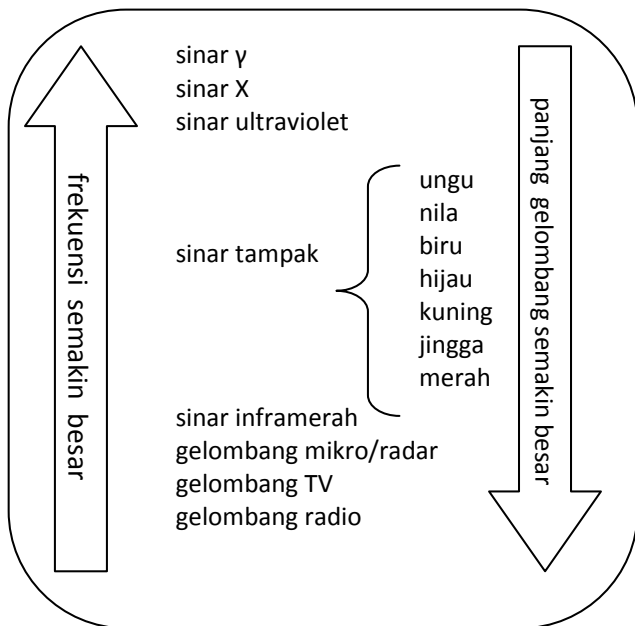 sinar γ
sinar X
sinar ultraviolet
frekuensi semakin besar
sinar tampak
ungu
nila
biru
hijau
kuning
jingga
merah
panjang gelombang semakin besar
sinar inframerah
gelombang mikro/radar
gelombang TV
gelombang radio